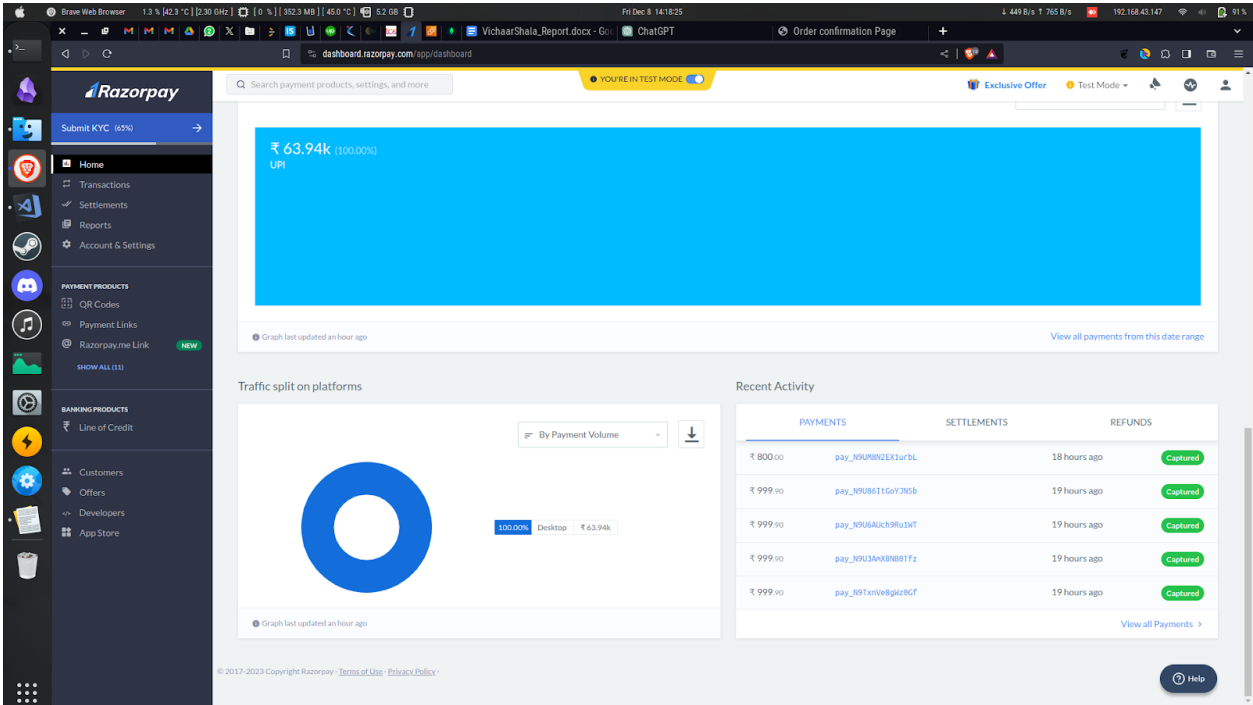 Brave Web Browser 1.3 % [42.3 °C] [2.30 GHz] [ 0 % ] [ 352.3 MB ] [ 45.0 °C ] 5.2 GB Fri Dec 8 14:18:25 ↓ 449 B/s ↑ 765 B/s 192.168.43.147 91 %
VichaarShala_Report.docx - Goo ChatGPT Order confirmation Page
dashboard.razorpay.com/app/dashboard
Razorpay
Search payment products, settings, and more
YOU'RE IN TEST MODE
Exclusive Offer
Test Mode
Submit KYC (65%)
Home
Transactions
Settlements
Reports
Account & Settings
PAYMENT PRODUCTS
QR Codes
Payment Links
Razorpay.me Link NEW
SHOW ALL (11)
BANKING PRODUCTS
Line of Credit
Customers
Offers
Developers
App Store
₹ 63.94k (100.00%)
UPI
Graph last updated an hour ago
View all payments from this date range
Traffic split on platforms
By Payment Volume
100.00% Desktop ₹ 63.94k
Graph last updated an hour ago
Recent Activity
PAYMENTS SETTLEMENTS REFUNDS
₹ 800.00 pay_N9UM8N2EX1urbL 18 hours ago Captured
₹ 999.90 pay_N9U86ItGoYJNSb 19 hours ago Captured
₹ 999.90 pay_N9U6AUch9Ru1WT 19 hours ago Captured
₹ 999.90 pay_N9U3AmX8NB0Tfz 19 hours ago Captured
₹ 999.90 pay_N9TxnVe8gWz0Gf 19 hours ago Captured
View all Payments >
© 2017-2023 Copyright Razorpay · Terms of Use · Privacy Policy ·
Help